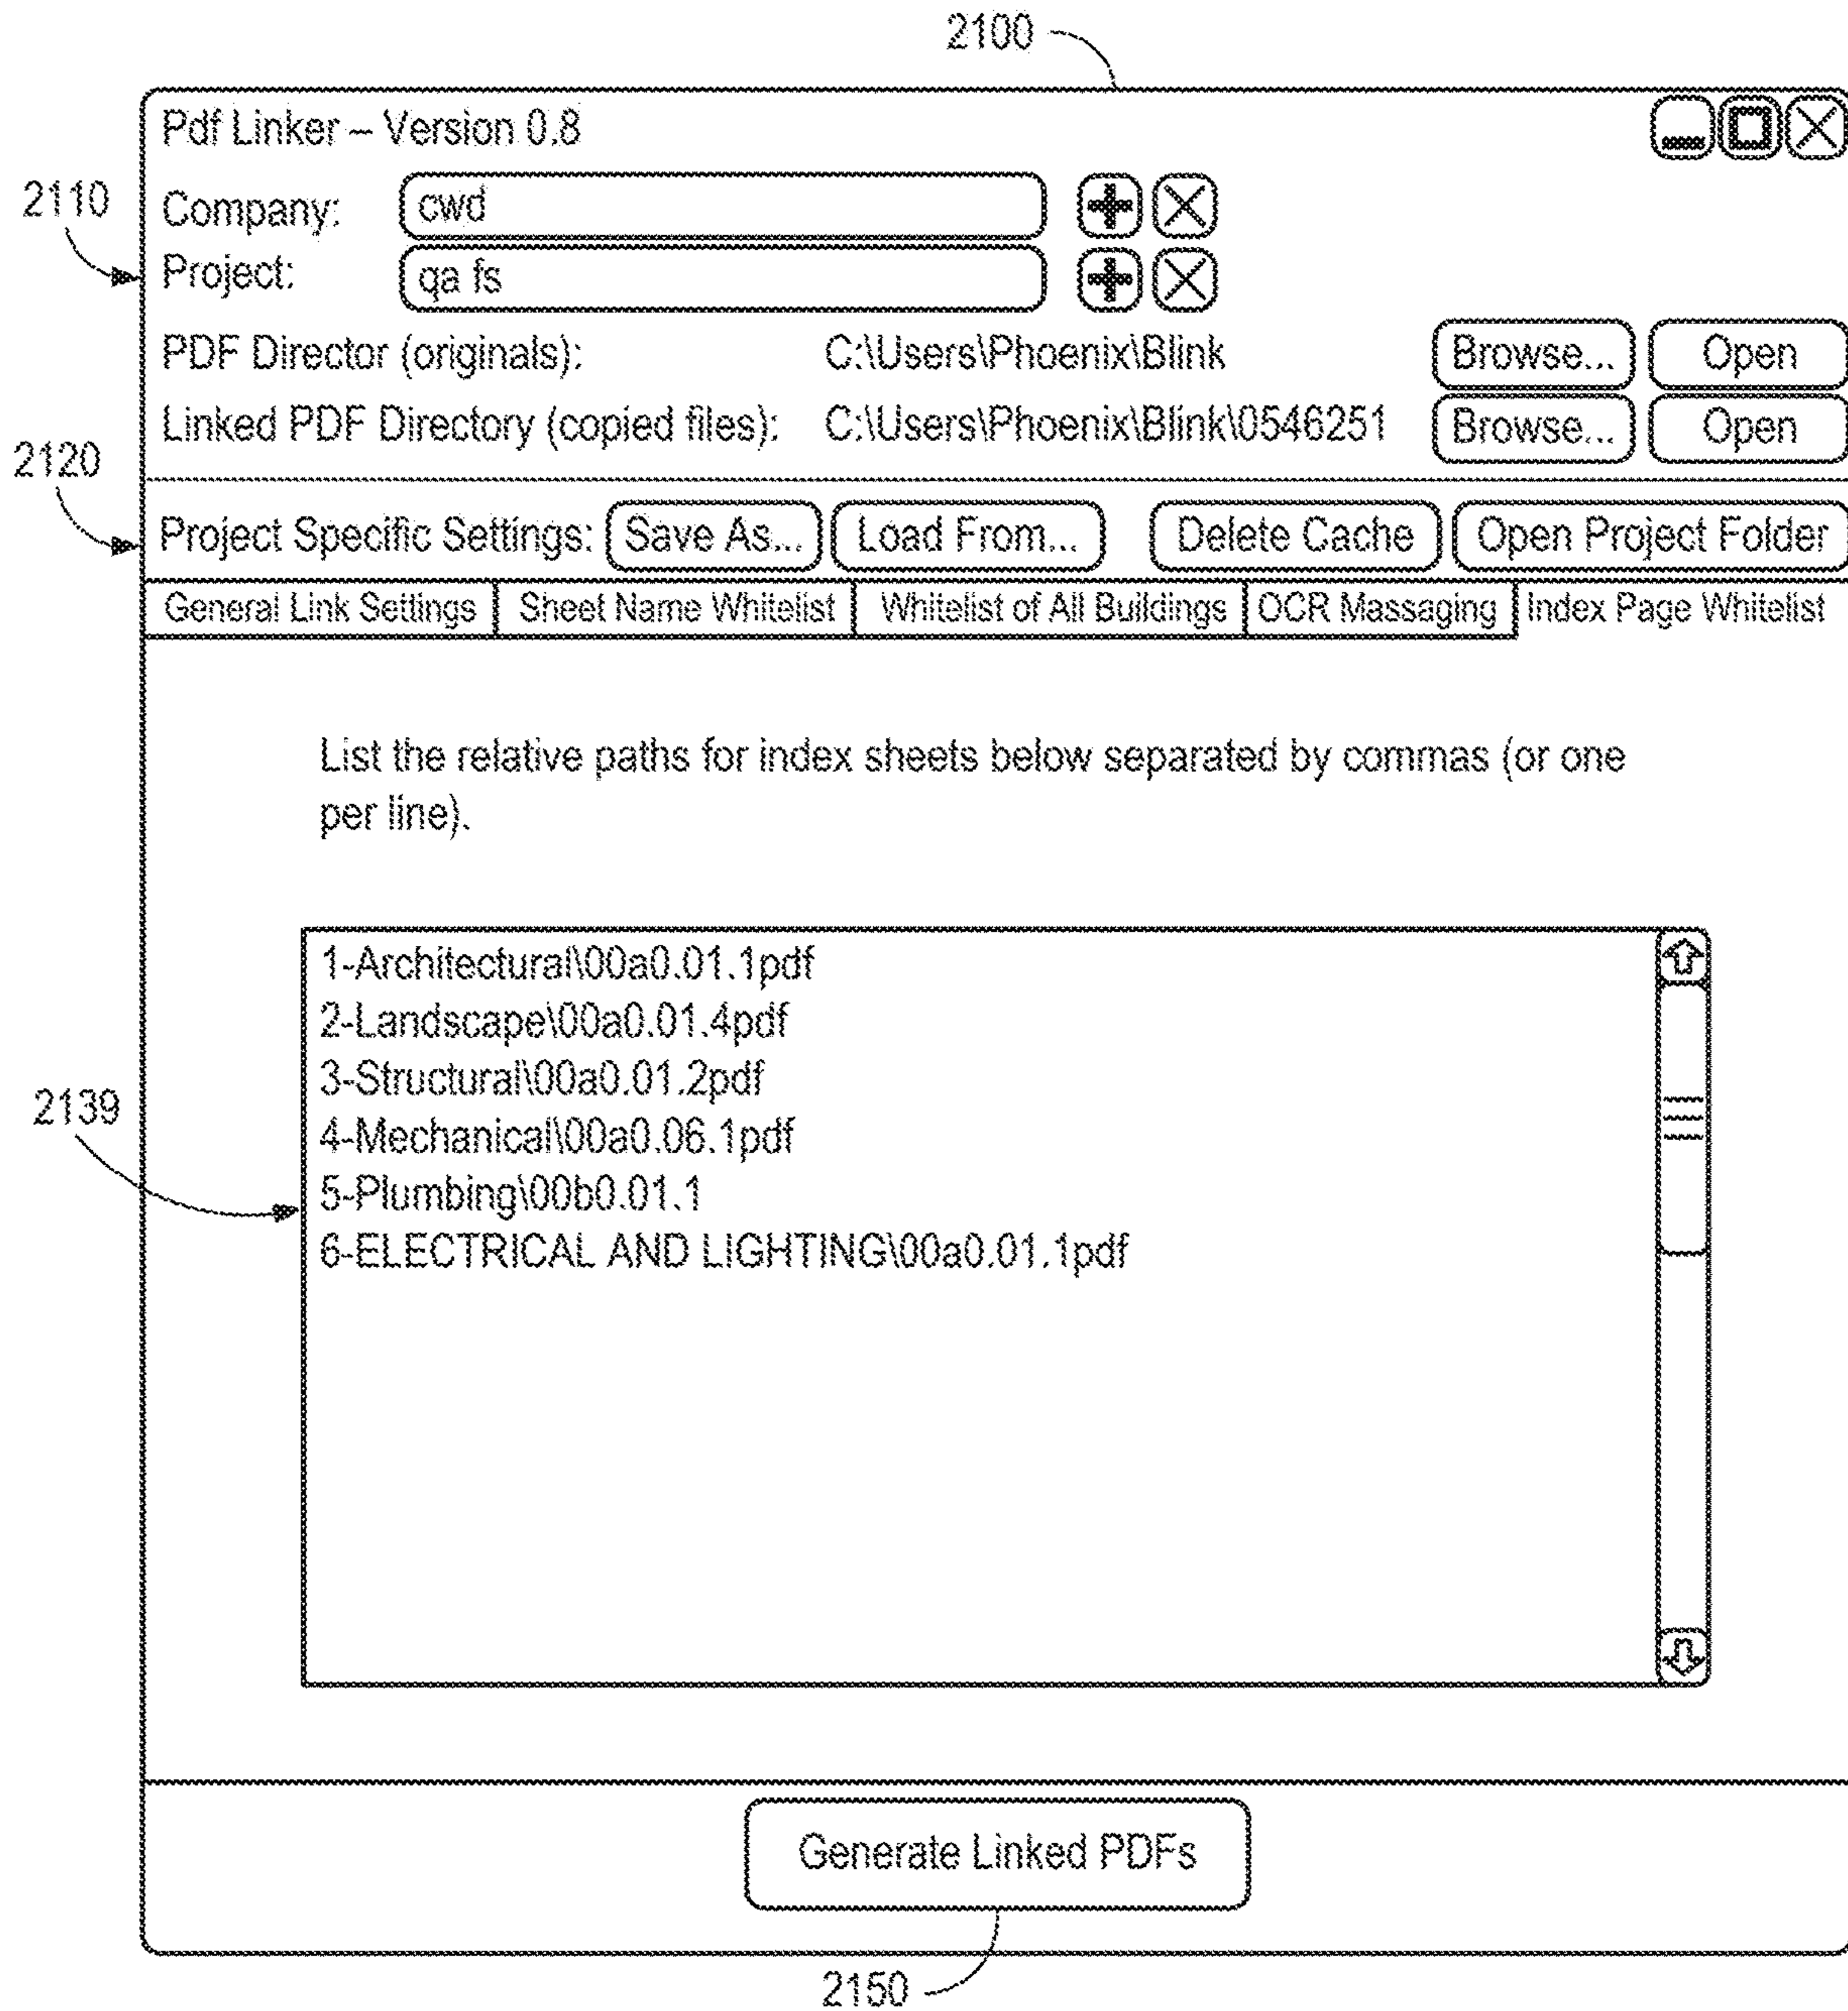 2100
Pdf Linker – Version 0.8
2110
Company: cwd
Project: qa fs
PDF Director (originals): C:\Users\Phoenix\Blink Browse... Open
Linked PDF Directory (copied files): C:\Users\Phoenix\Blink\0546251 Browse... Open
2120
Project Specific Settings: Save As... Load From... Delete Cache Open Project Folder
General Link Settings Sheet Name Whitelist Whitelist of All Buildings OCR Massaging Index Page Whitelist
List the relative paths for index sheets below separated by commas (or one
per line).
1-Architectural\00a0.01.1pdf
2-Landscape\00a0.01.4pdf
3-Structural\00a0.01.2pdf
2139
4-Mechanical\00a0.06.1pdf
5-Plumbing\00b0.01.1
6-ELECTRICAL AND LIGHTING\00a0.01.1pdf
Generate Linked PDFs
2150